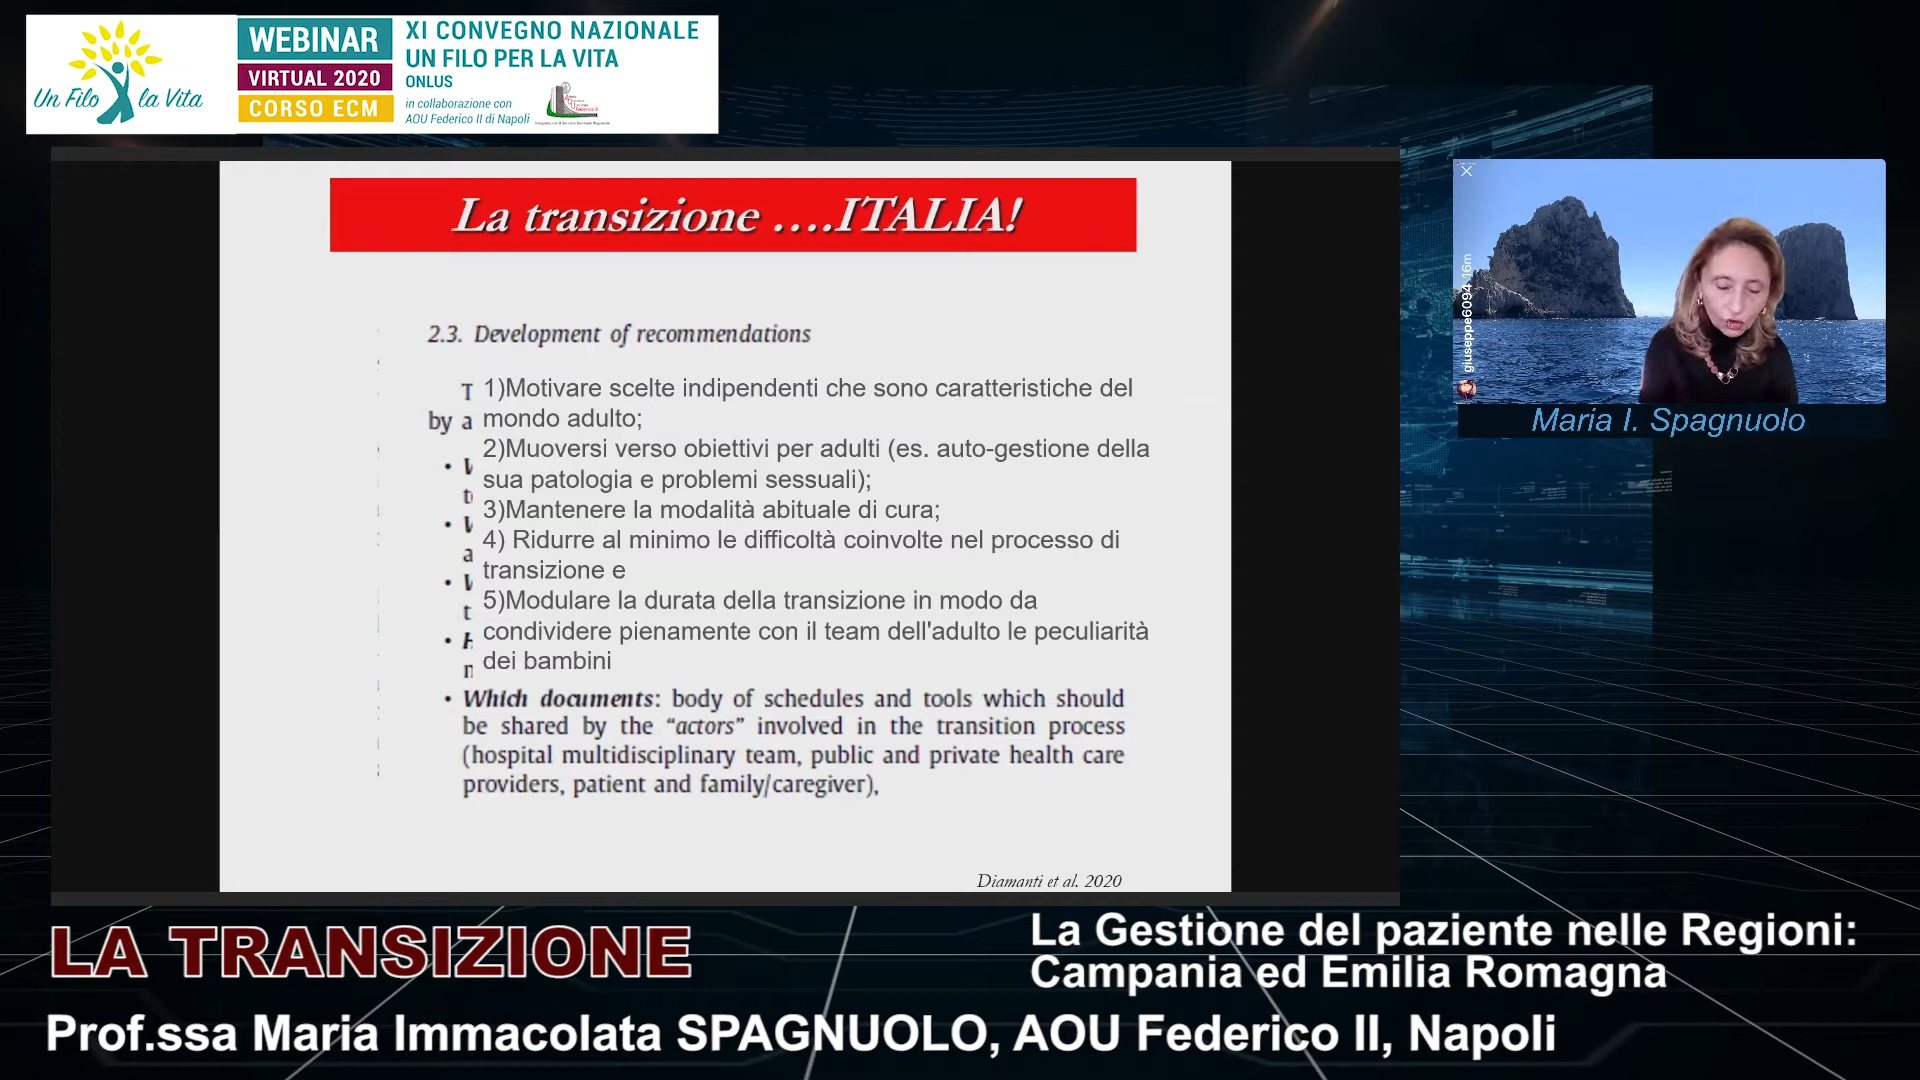 Un Filo la Vita
WEBINAR
VIRTUAL 2020
CORSO ECM
XI CONVEGNO NAZIONALE
UN FILO PER LA VITA
ONLUS
in collaborazione con
AOU Federico II di Napoli
La transizione ....ITALIA!
2.3. Development of recommendations
T
by a
1)Motivare scelte indipendenti che sono caratteristiche del
mondo adulto;
2)Muoversi verso obiettivi per adulti (es. auto-gestione della
sua patologia e problemi sessuali);
3)Mantenere la modalità abituale di cura;
4) Ridurre al minimo le difficoltà coinvolte nel processo di
transizione e
5)Modulare la durata della transizione in modo da
condividere pienamente con il team dell'adulto le peculiarità
dei bambini
• Which documents: body of schedules and tools which should
be shared by the “actors” involved in the transition process
(hospital multidisciplinary team, public and private health care
providers, patient and family/caregiver),
Diamanti et al. 2020
giuseppe6094 16m
Maria I. Spagnuolo
LA TRANSIZIONE
La Gestione del paziente nelle Regioni:
Campania ed Emilia Romagna
Prof.ssa Maria Immacolata SPAGNUOLO, AOU Federico II, Napoli